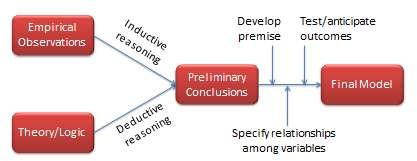 Empirical
Observations
Inductive
reasoning
Theory/Logic
Deductive
reasoning
Preliminary
Conclusions
Develop
premise
Test/anticipate
outcomes
Specify relationships
among variables
Final Model